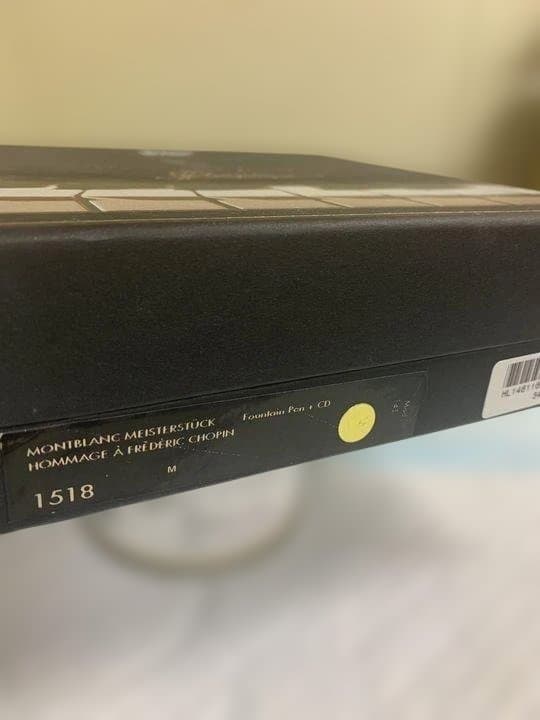 MONTBLANC MEISTERSTÜCK Fountain Pen + CD
HOMMAGE À FRÉDÉRIC CHOPIN
M
1518